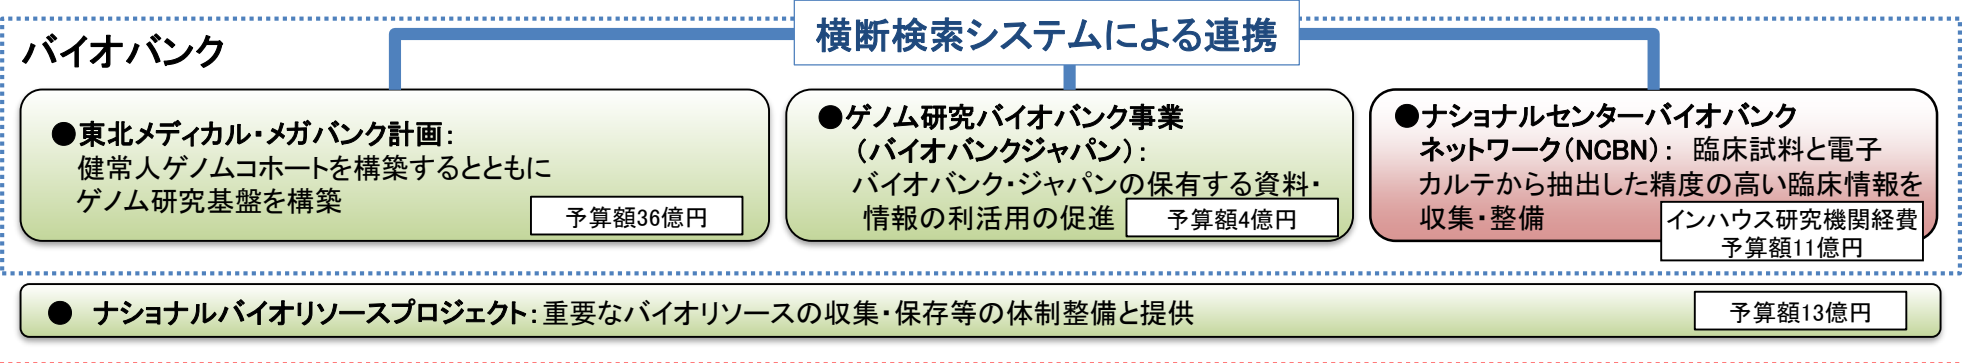 横断検索システムによる連携
バイオバンク
●東北メディカル・メガバンク計画：
健常人ゲノムコホートを構築するとともに
ゲノム研究基盤を構築
予算額36億円
●ゲノム研究バイオバンク事業
（バイオバンクジャパン）：
バイオバンク・ジャパンの保有する資料・
情報の利活用の促進
予算額4億円
●ナショナルセンターバイオバンク
ネットワーク（NCBN）： 臨床試料と電子
カルテから抽出した精度の高い臨床情報を
収集・整備
インハウス研究機関経費
予算額11億円
● ナショナルバイオリソースプロジェクト：重要なバイオリソースの収集・保存等の体制整備と提供
予算額13億円